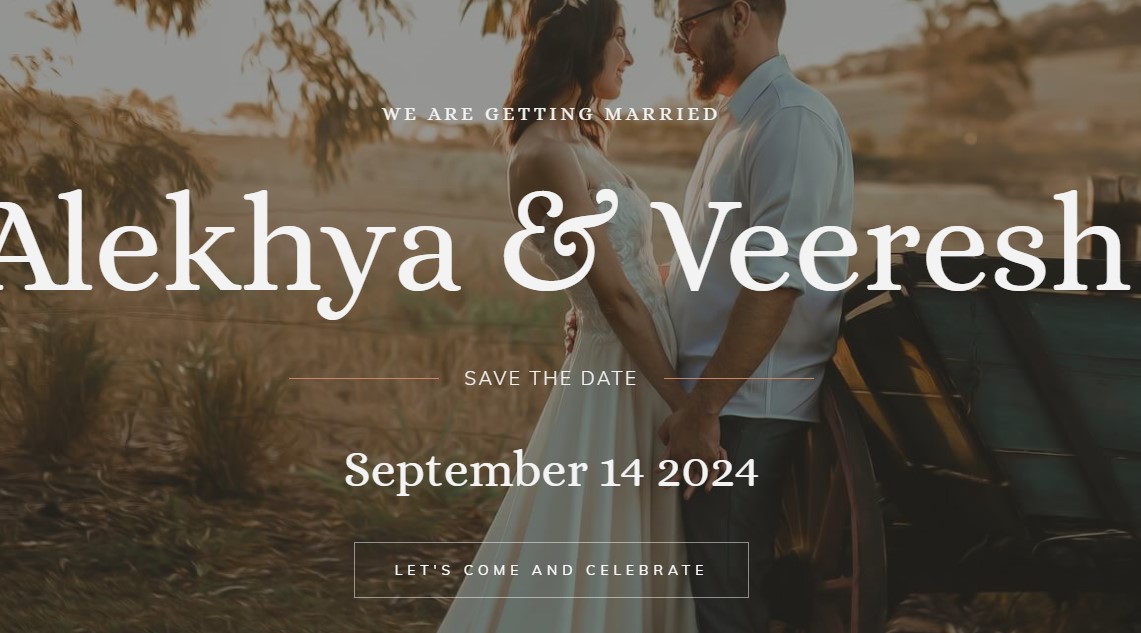 WE ARE GETTING MARRIED
Alekhya & Veeresh
SAVE THE DATE
September 14 2024
LET'S COME AND CELEBRATE